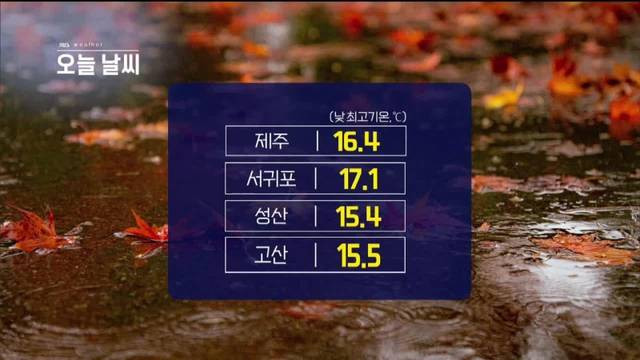 weather
오늘 날씨
(낮 최고기온, ℃)
제주 | 16.4
서귀포 | 17.1
성산 | 15.4
고산 | 15.5